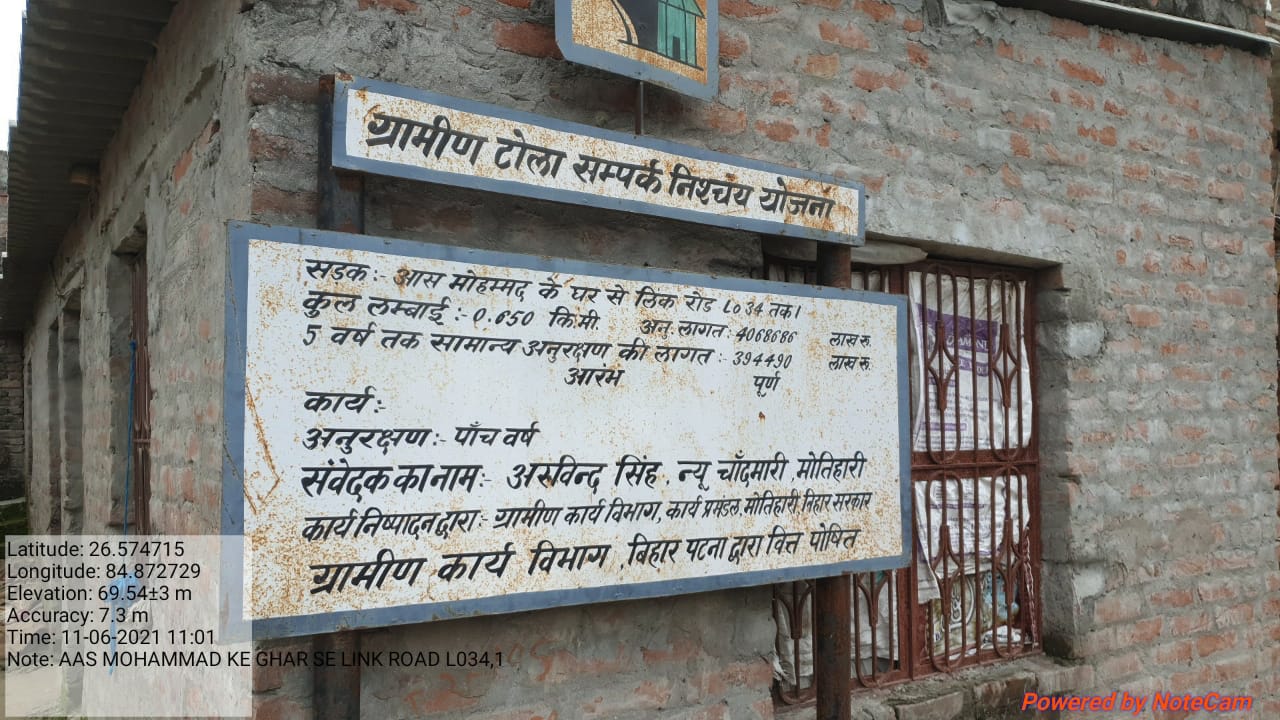 ग्रामीण टोला सम्पर्क निश्चय योजना
सड़क:- आस मोहम्मद के घर से लिंक रोड L034 तक।
कुल लम्बाई:- 0.650 कि.मी. अनु. लागत:- 4068686 लाख रु.
5 वर्ष तक सामान्य अनुरक्षण की लागत:- 394490 लाख रु.
आरंभ पूर्ण
कार्य:-
अनुरक्षण:- पाँच वर्ष
संवेदक का नाम:- अरविन्द सिंह, न्यू चाँदमारी, मोतिहारी
कार्य निष्पादन द्वारा:- ग्रामीण कार्य विभाग, कार्य प्रमंडल, मोतिहारी, बिहार सरकार
ग्रामीण कार्य विभाग, बिहार पटना द्वारा वित्त पोषित
Latitude: 26.574715
Longitude: 84.872729
Elevation: 69.54±3 m
Accuracy: 7.3 m
Time: 11-06-2021 11:01
Note: AAS MOHAMMAD KE GHAR SE LINK ROAD L034,1
Powered by NoteCam